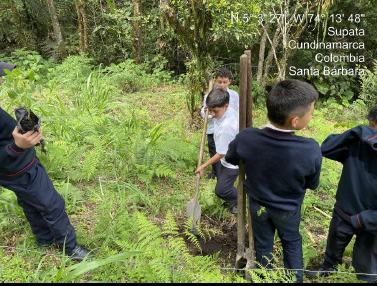 N 5° 3' 27", W 74° 13' 48"
Supata
Cundinamarca
Colombia
Santa Bárbara